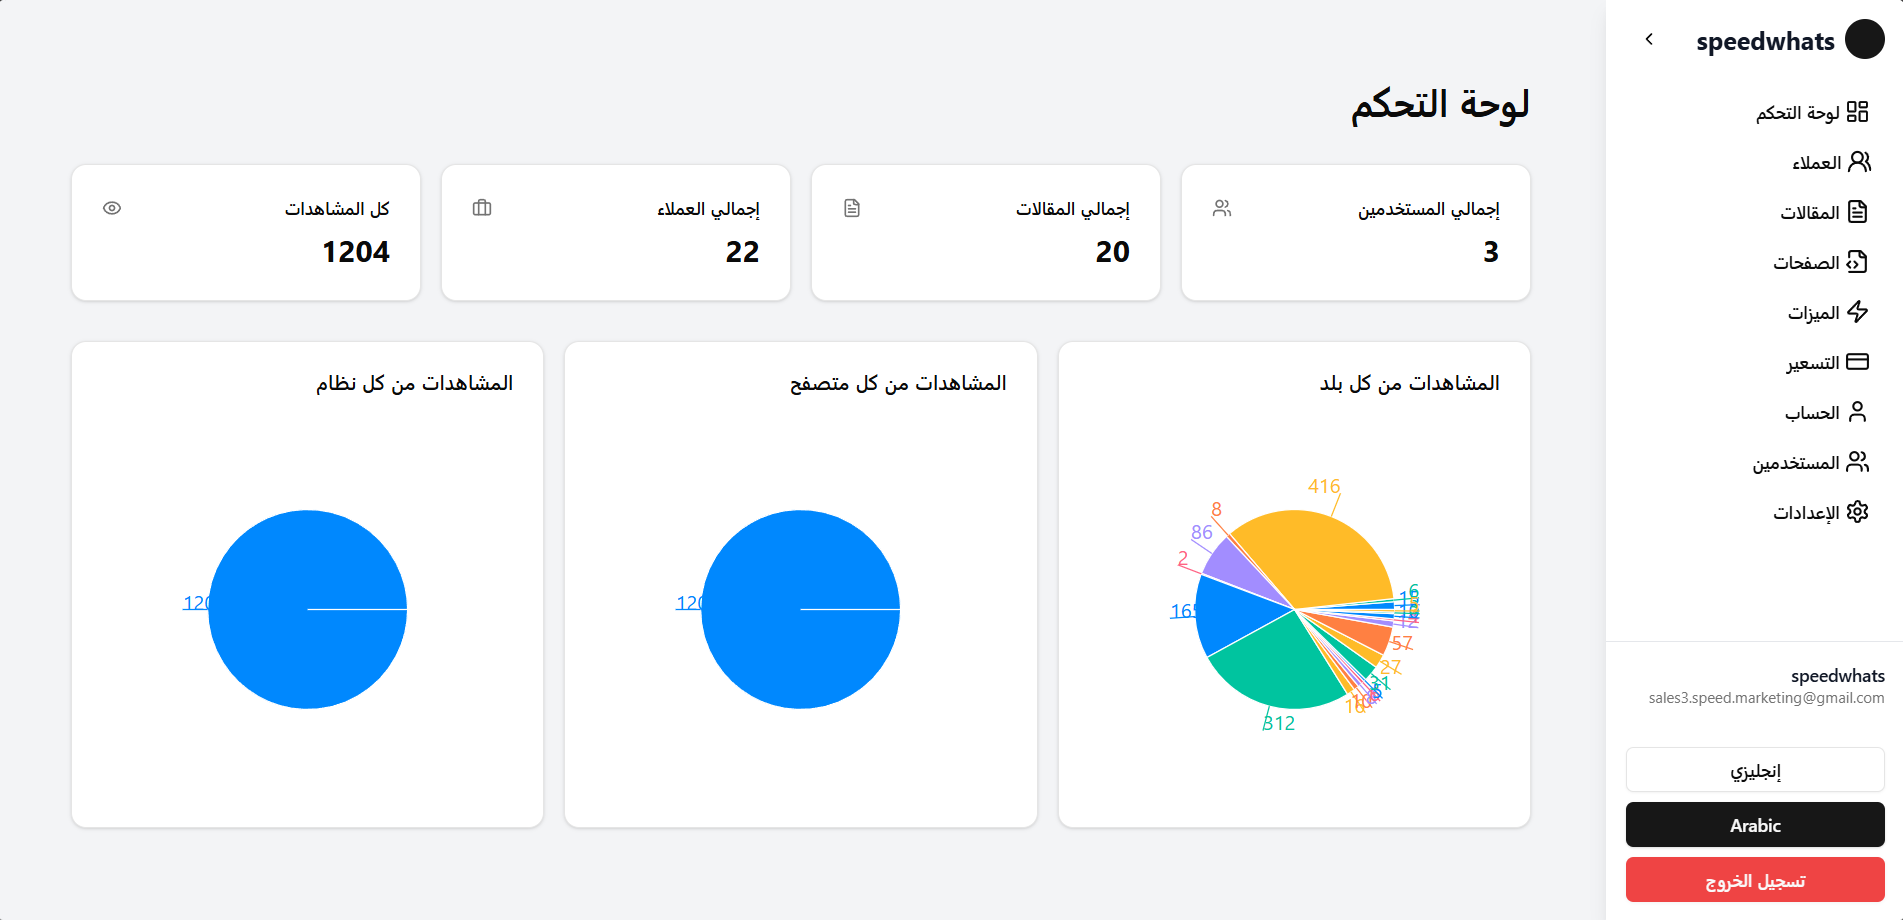 speedwhats
لوحة التحكم
العملاء
المقالات
الصفحات
الميزات
التسعير
الحساب
المستخدمين
الإعدادات
speedwhats
sales3.speed.marketing@gmail.com
إنجليزي
Arabic
تسجيل الخروج
لوحة التحكم
إجمالي المستخدمين
3
إجمالي المقالات
20
إجمالي العملاء
22
كل المشاهدات
1204
المشاهدات من كل بلد
416
8
86
2
165
312
57
27
31
12
6
المشاهدات من كل متصفح
120
المشاهدات من كل نظام
120